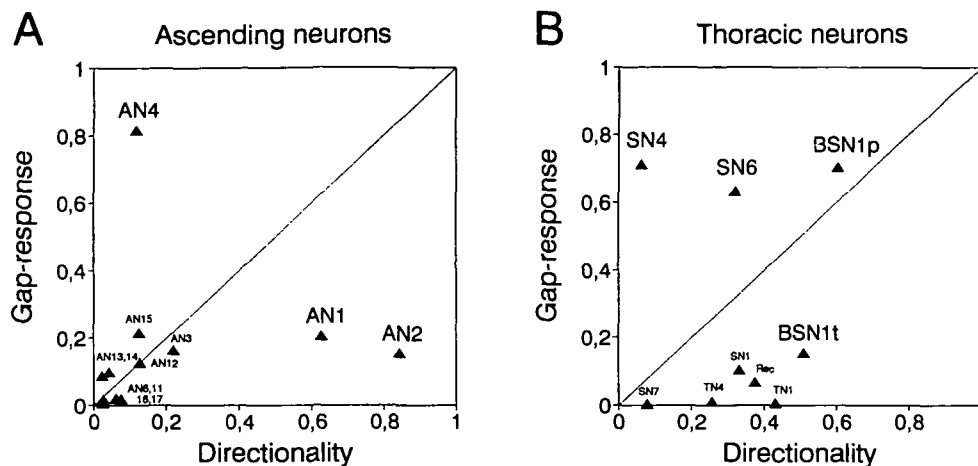 A
Ascending neurons
Gap-response
1
0,8
0,6
0,4
0,2
0
AN4
AN15
AN13,14
AN3
AN12
AN6,11
16,17
AN1
AN2
0
0,2
0,4
0,6
0,8
1
Directionality
B
Thoracic neurons
Gap-response
1
0,8
0,6
0,4
0,2
0
SN4
SN6
BSN1p
BSN1t
SN1
Rec
SN7
TN4
TN1
0
0,2
0,4
0,6
0,8
Directionality